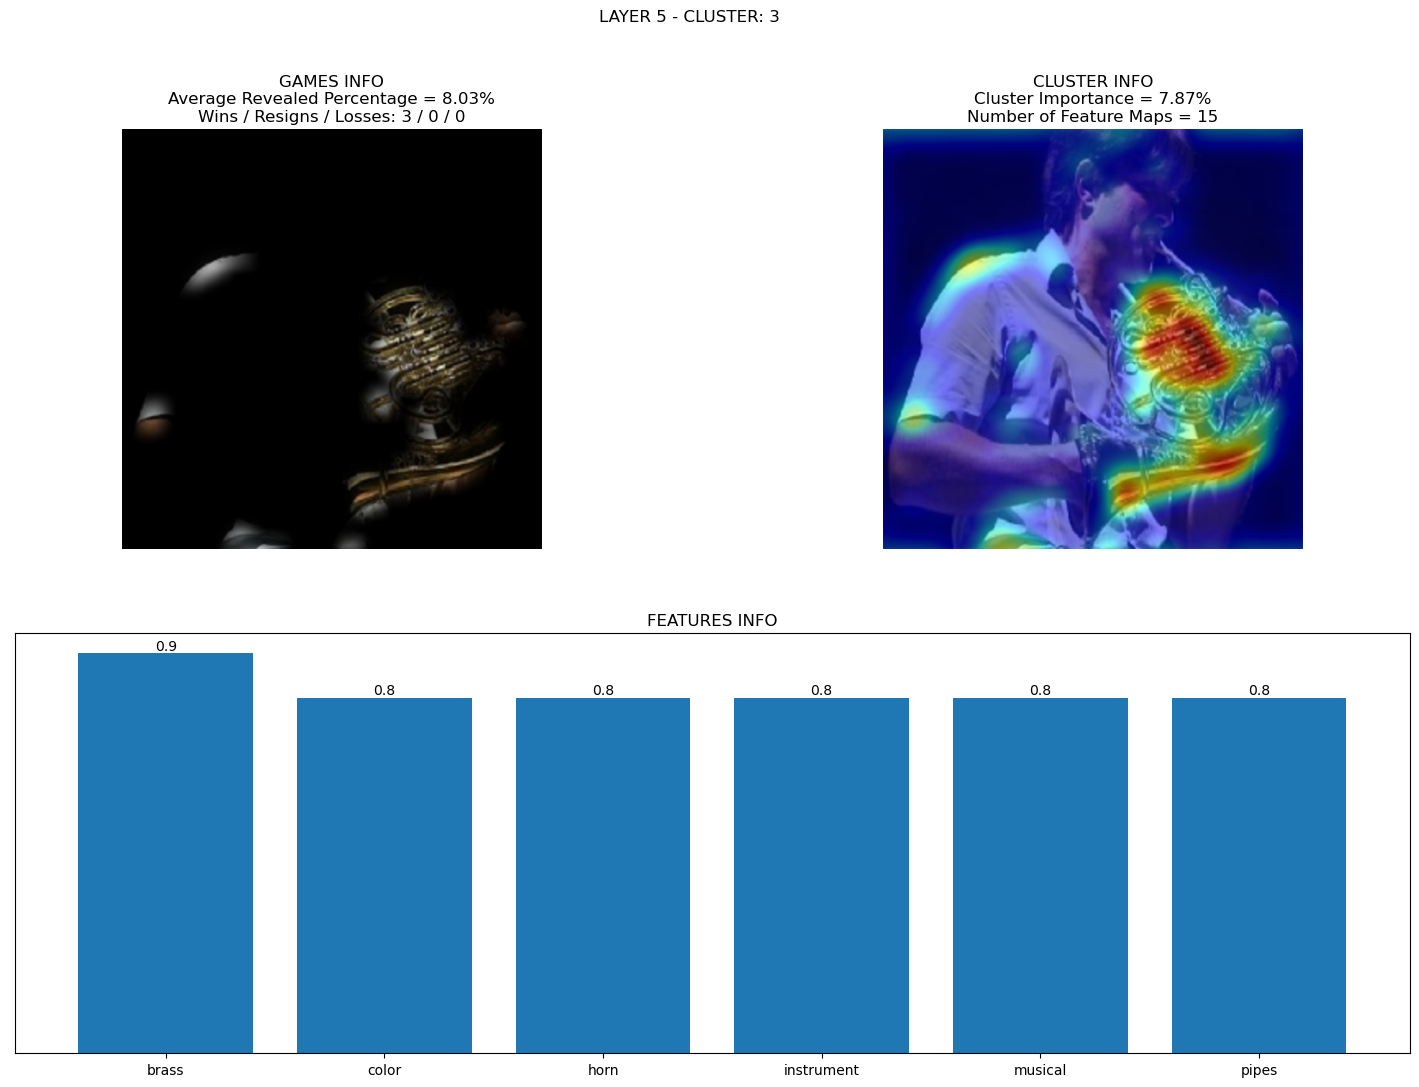 LAYER 5 - CLUSTER: 3
GAMES INFO
Average Revealed Percentage = 8.03%
Wins / Resigns / Losses: 3 / 0 / 0
CLUSTER INFO
Cluster Importance = 7.87%
Number of Feature Maps = 15
FEATURES INFO
0.9
0.8 0.8 0.8 0.8 0.8
brass color horn instrument musical pipes